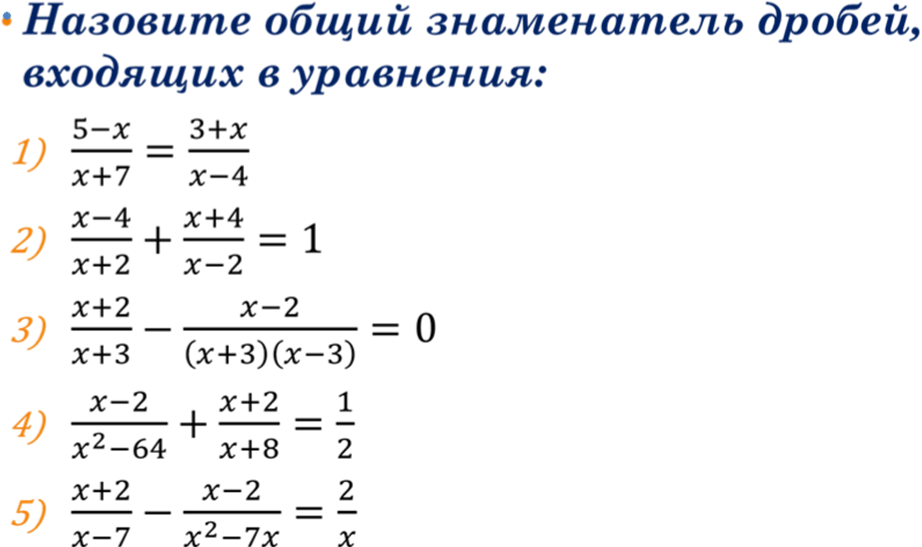 • Назовите общий знаменатель дробей,
входящих в уравнения:
1) \frac{5-x}{x+7} = \frac{3+x}{x-4}
2) \frac{x-4}{x+2} + \frac{x+4}{x-2} = 1
3) \frac{x+2}{x+3} - \frac{x-2}{(x+3)(x-3)} = 0
4) \frac{x-2}{x^2-64} + \frac{x+2}{x+8} = \frac{1}{2}
5) \frac{x+2}{x-7} - \frac{x-2}{x^2-7x} = \frac{2}{x}